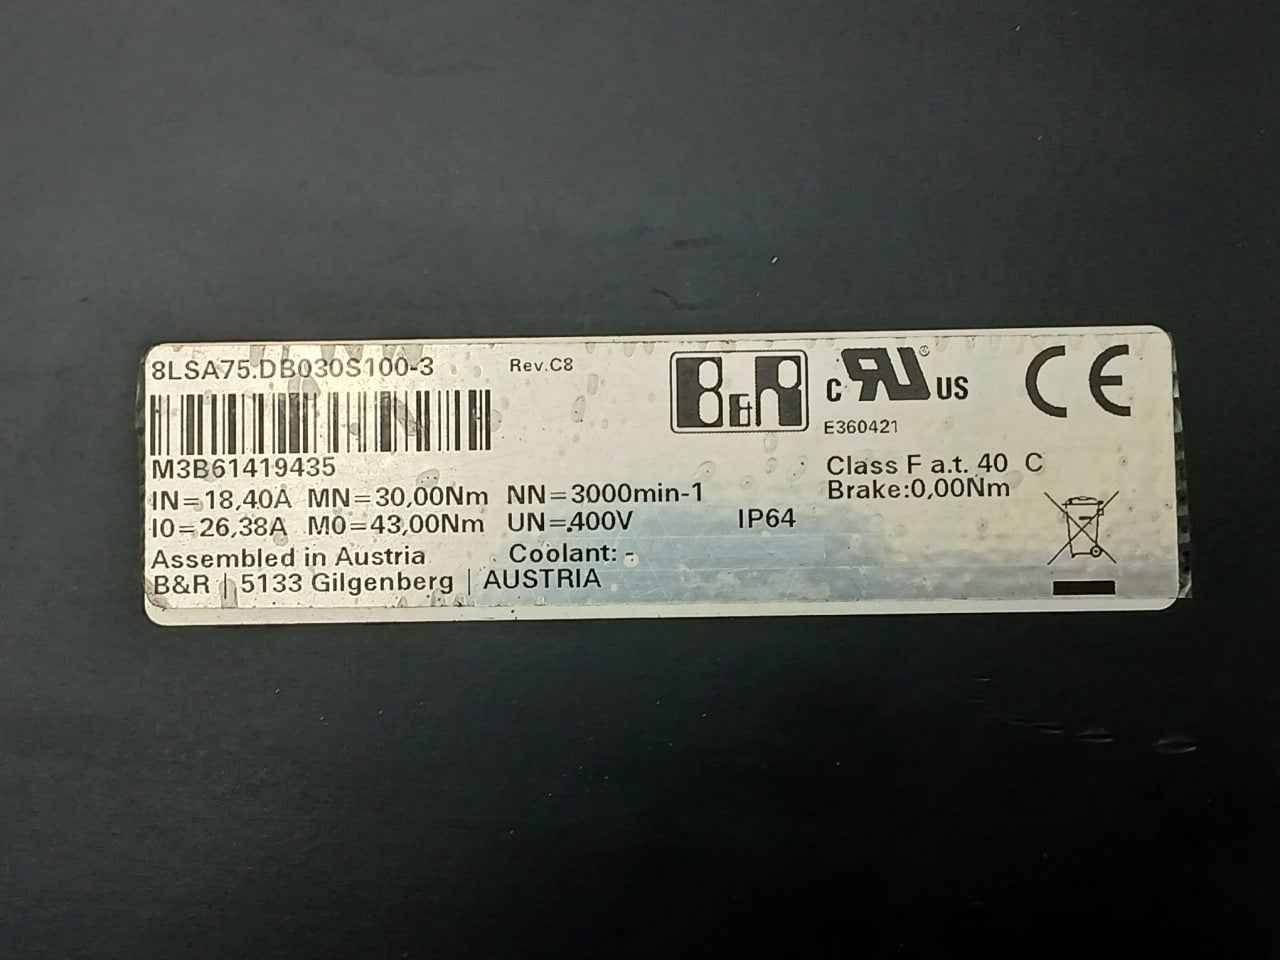 8LSA75.DB030S100-3 Rev.C8
B&R
C RU® US
CE
E360421
M3B61419435
Class F a.t. 40 C
IN=18,40A MN=30,00Nm NN=3000min-1
Brake:0,00Nm
I0=26,38A M0=43,00Nm UN=400V IP64
Assembled in Austria Coolant: -
B&R | 5133 Gilgenberg | AUSTRIA